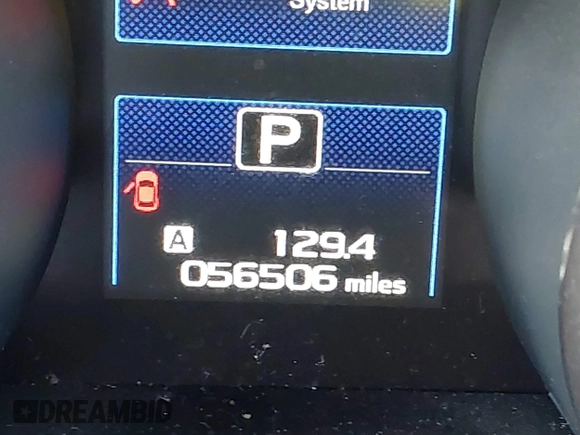 System
P
A 129.4
056506 miles
DREAMBID